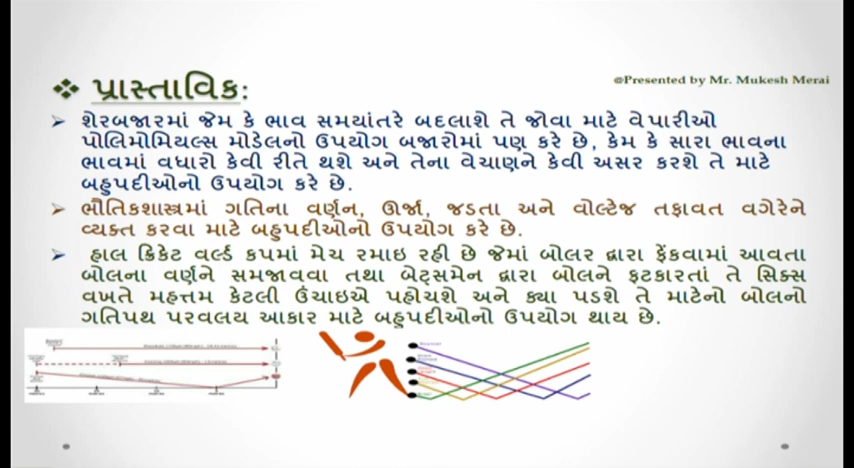 @Presented by Mr. Mukesh Merai
❖ પ્રાસ્તાવિક:
➢ શેરબજારમાં જેમ કે ભાવ સમયાંતરે બદલાશે તે જોવા માટે વેપારીઓ
પોલિમોમિયલ્સ મોડેલનો ઉપયોગ બજારોમાં પણ કરે છે, કેમ કે સારા ભાવના
ભાવમાં વધારો કેવી રીતે થશે અને તેના વેચાણને કેવી અસર કરશે તે માટે
બહુપદીઓનો ઉપયોગ કરે છે.
➢ ભૌતિકશાસ્ત્રમાં ગતિના વર્ણન, ઊર્જા, જડતા અને વોલ્ટેજ તફાવત વગેરેને
વ્યક્ત કરવા માટે બહુપદીઓનો ઉપયોગ કરે છે.
➢ હાલ ક્રિકેટ વર્લ્ડ કપમાં મેચ રમાઇ રહી છે જેમાં બોલર દ્વારા ફેંકવામાં આવતા
બોલના વર્ણને સમજાવવા તથા બેટ્સમેન દ્વારા બોલને ફટકારતાં તે સિક્સ
વખતે મહત્તમ કેટલી ઉંચાઇએ પહોચશે અને ક્યા પડશે તે માટેનો બોલનો
ગતિપથ પરવલય આકાર માટે બહુપદીઓનો ઉપયોગ થાય છે.